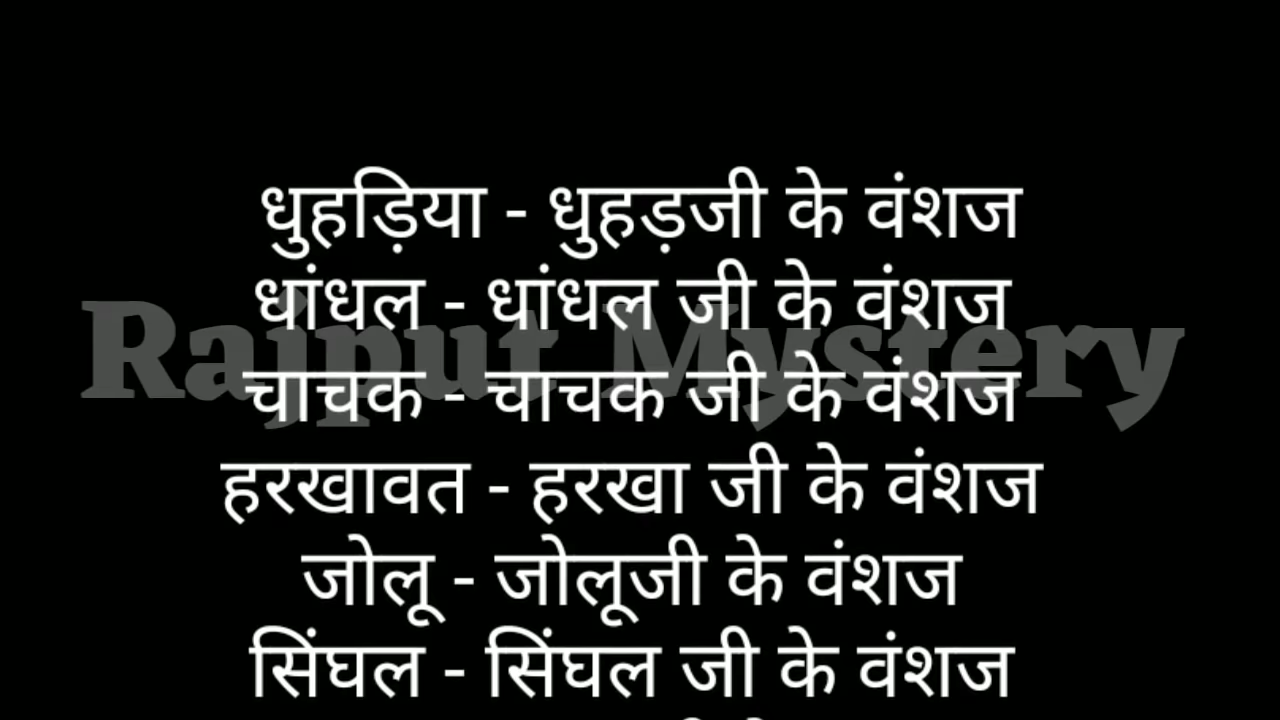 धुहड़िया - धुहड़जी के वंशज
धांधल - धांधल जी के वंशज
Rajput Mystery
चाचक - चाचक जी के वंशज
हरखावत - हरखा जी के वंशज
जोलू - जोलूजी के वंशज
सिंघल - सिंघल जी के वंशज